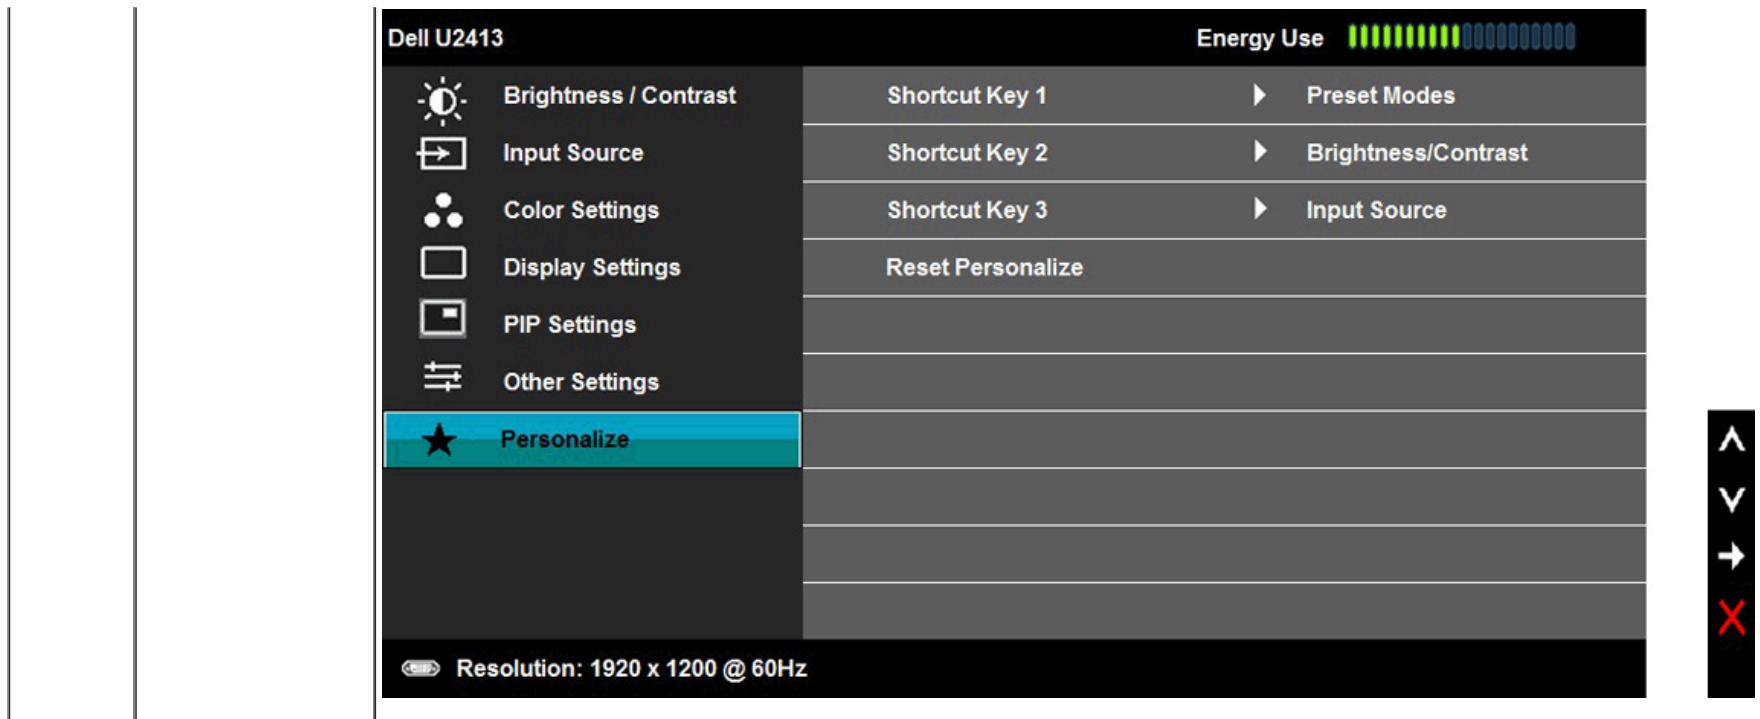 Dell U2413
Energy Use
Brightness / Contrast
Shortcut Key 1
Preset Modes
Input Source
Shortcut Key 2
Brightness/Contrast
Color Settings
Shortcut Key 3
Input Source
Display Settings
Reset Personalize
PIP Settings
Other Settings
Personalize
Resolution: 1920 x 1200 @ 60Hz